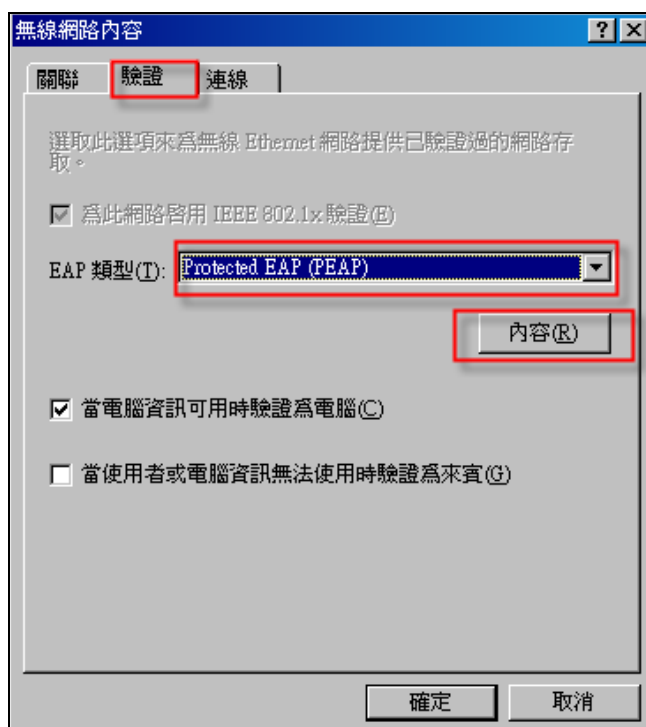 無線網路內容
關聯 驗證 連線
選取此選項來為無線 Ethernet 網路提供已驗證過的網路存
取。
為此網路啓用 IEEE 802.1x 驗證(E)
EAP 類型(T): Protected EAP (PEAP)
內容(R)
當電腦資訊可用時驗證為電腦(C)
當使用者或電腦資訊無法使用時驗證為來賓(G)
確定 取消